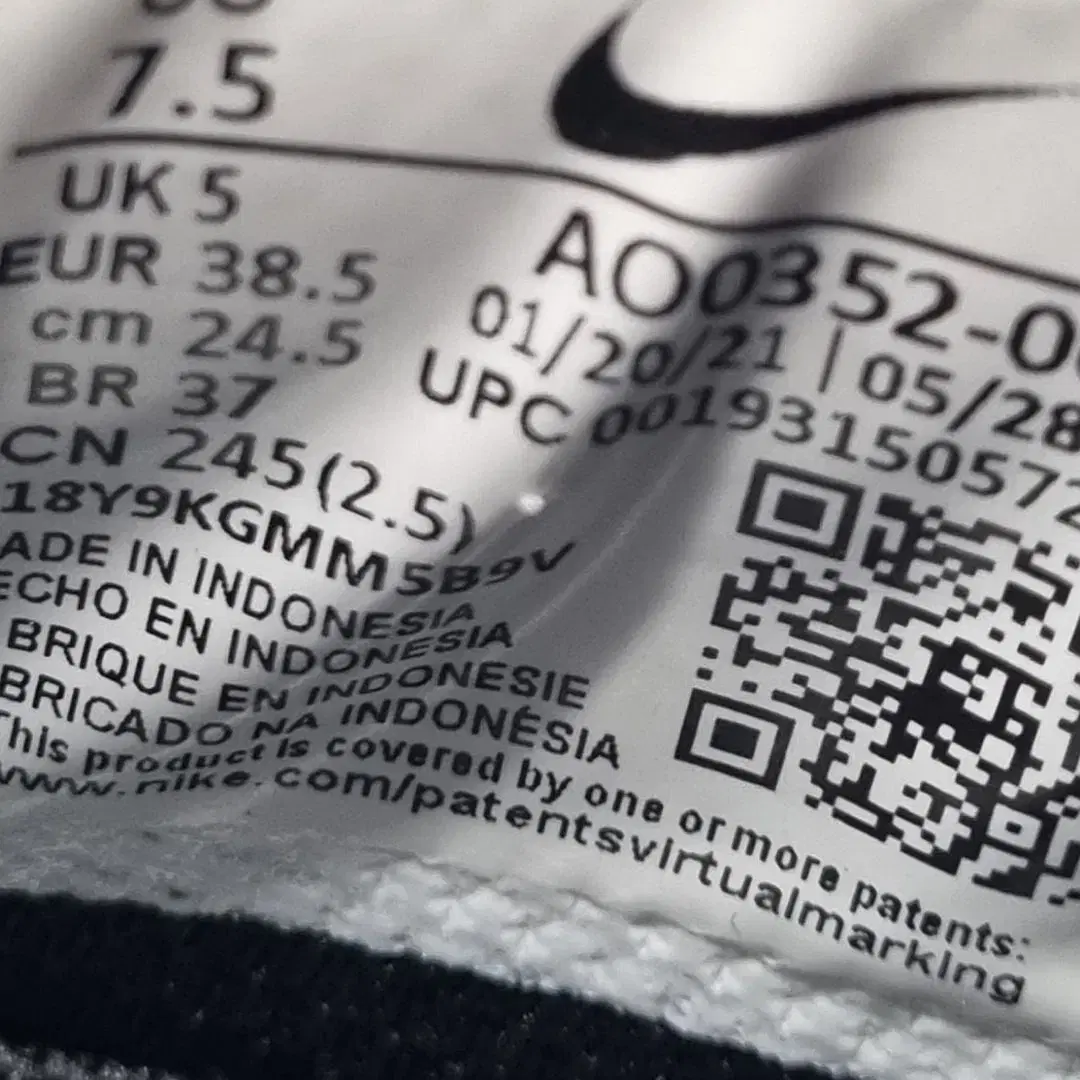 7.5
UK 5
EUR 38.5
cm 24.5
BR 37
CN 245(2.5)
18Y9KGMM5B9V
ADE IN INDONESIA
ECHO EN INDONESIA
BRIQUE EN INDONESIE
BRICADO NA INDONÉSIA
This product is covered by one or more patents:
www.nike.com/patentsvirtualmarking
AO0352-0
01/20/21 | 05/28
UPC 00193150572